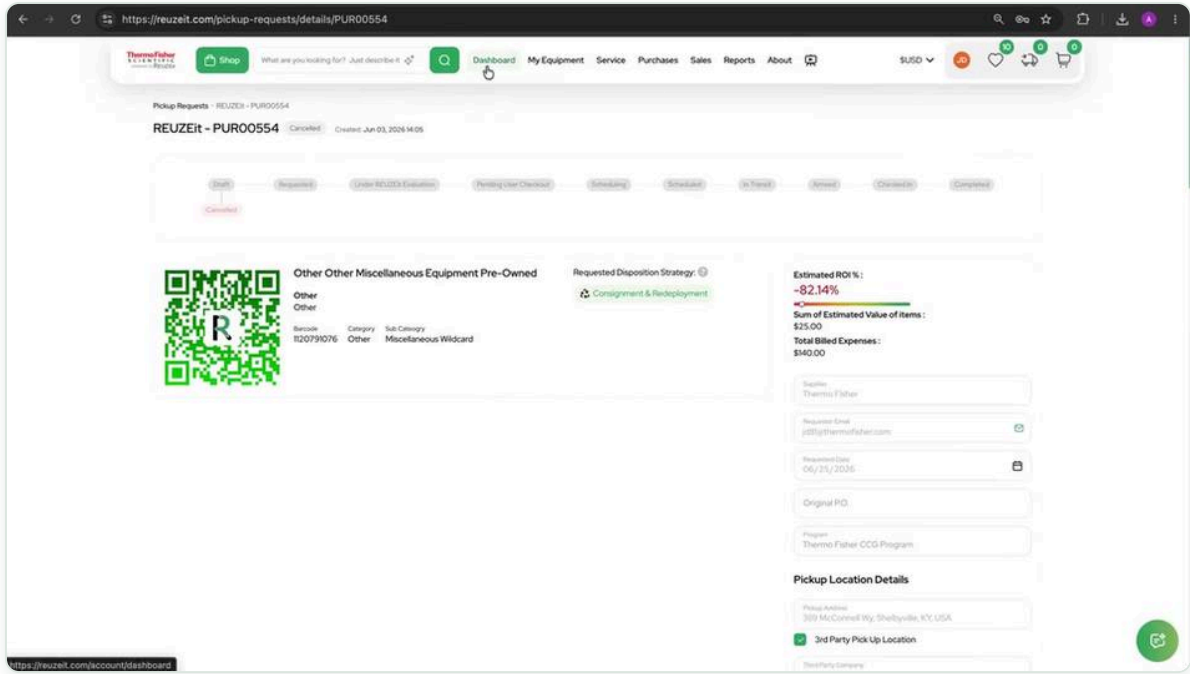 https://reuzeit.com/pickup-requests/details/PUR00554
ThermoFisher
SCIENTIFIC
Shop
What are you looking for? Just describe it
Dashboard My Equipment Service Purchases Sales Reports About
$USD
JD
10
0
0
A
Pickup Requests - REUZEit - PUR00554
REUZEit - PUR00554 Cancelled Created: Jun 03, 2026 14:05
Draft Requested Under REUZEit Evaluation Pending User Checkout Scheduling Scheduled In Transit Arrived Checked In Completed
Cancelled
R
Other Other Miscellaneous Equipment Pre-Owned
Other
Other
Barcode Category Sub Category
1120791076 Other Miscellaneous Wildcard
Requested Disposition Strategy:
Consignment & Redeployment
Estimated ROI % :
-82.14%
Sum of Estimated Value of items :
$25.00
Total Billed Expenses :
$140.00
Supplier
Thermo Fisher
Requestor Email
Requested Date
06/25/2026
Original P.O.
Program
Thermo Fisher CCG Program
Pickup Location Details
Pickup Address
309 McConnell Wy, Shelbyville, KY, USA
3rd Party Pick Up Location
Third Party Company
https://reuzeit.com/account/dashboard